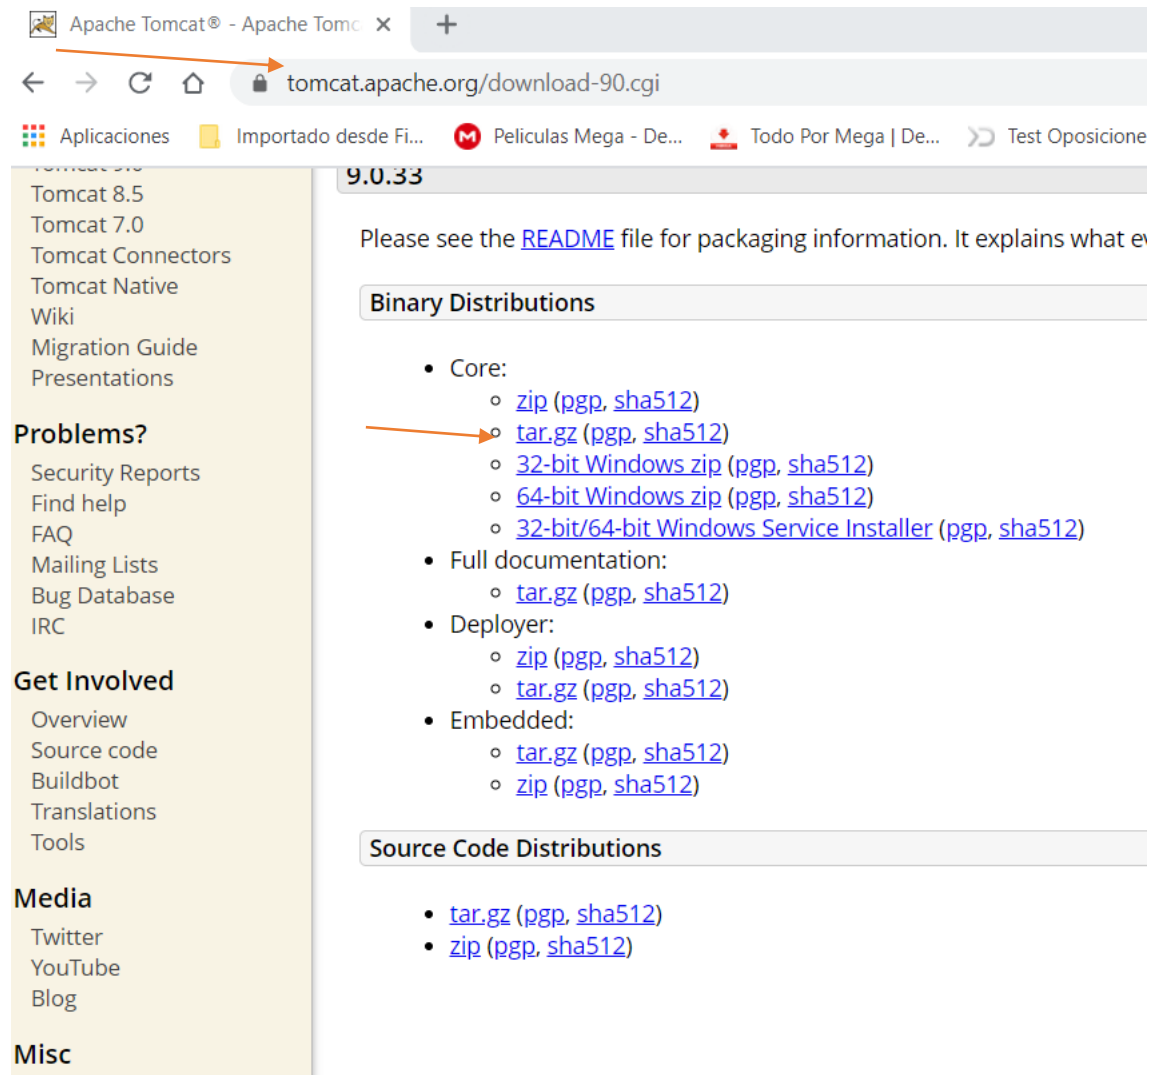 Apache Tomcat® - Apache Tomc
tomcat.apache.org/download-90.cgi
Aplicaciones Importado desde Fi... Peliculas Mega - De... Todo Por Mega | De... Test Oposicione
Tomcat 9.0
Tomcat 8.5
Tomcat 7.0
Tomcat Connectors
Tomcat Native
Wiki
Migration Guide
Presentations
Problems?
Security Reports
Find help
FAQ
Mailing Lists
Bug Database
IRC
Get Involved
Overview
Source code
Buildbot
Translations
Tools
Media
Twitter
YouTube
Blog
Misc
9.0.33
Please see the README file for packaging information. It explains what ev
Binary Distributions
• Core:
○ zip (pgp, sha512)
○ tar.gz (pgp, sha512)
○ 32-bit Windows zip (pgp, sha512)
○ 64-bit Windows zip (pgp, sha512)
○ 32-bit/64-bit Windows Service Installer (pgp, sha512)
• Full documentation:
○ tar.gz (pgp, sha512)
• Deployer:
○ zip (pgp, sha512)
○ tar.gz (pgp, sha512)
• Embedded:
○ tar.gz (pgp, sha512)
○ zip (pgp, sha512)
Source Code Distributions
• tar.gz (pgp, sha512)
• zip (pgp, sha512)